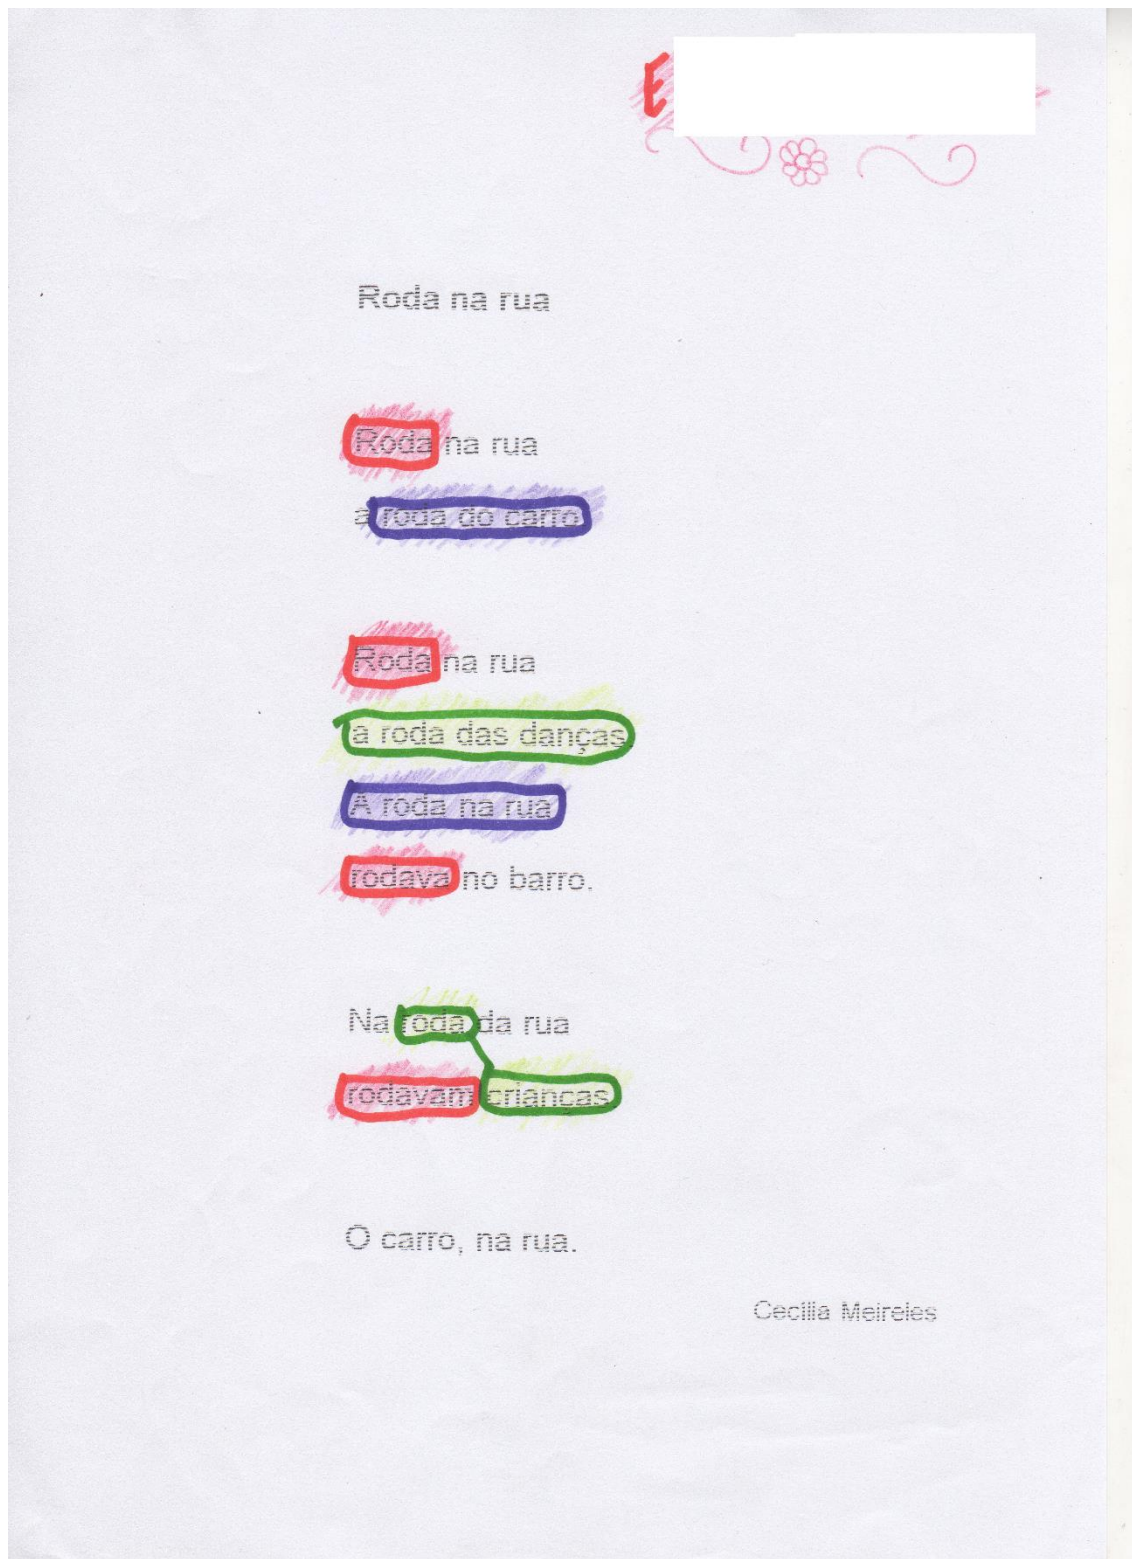 E
Roda na rua
Roda na rua
a roda do carro
Roda na rua
a roda das danças.
A roda na rua
rodava no barro.
Na roda da rua
rodavam crianças
O carro, na rua.
Cecilia Meireles